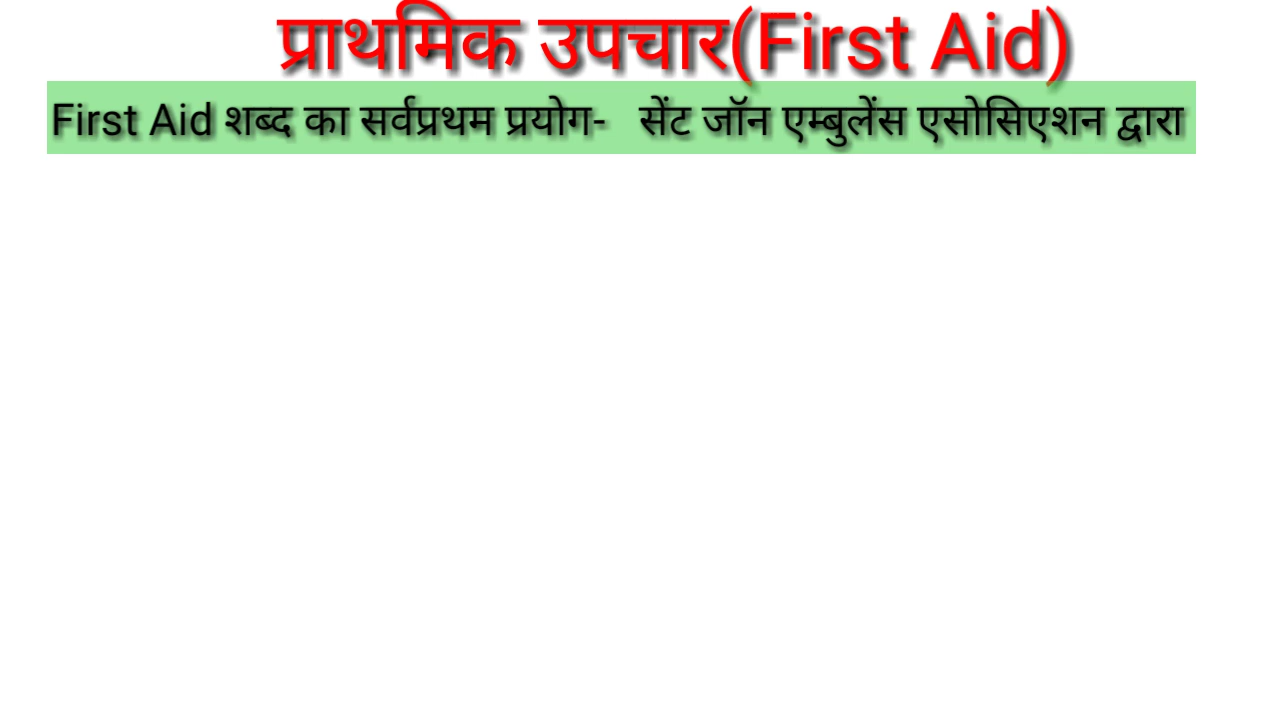 प्राथमिक उपचार(First Aid)
First Aid शब्द का सर्वप्रथम प्रयोग- सेंट जॉन एम्बुलेंस एसोसिएशन द्वारा